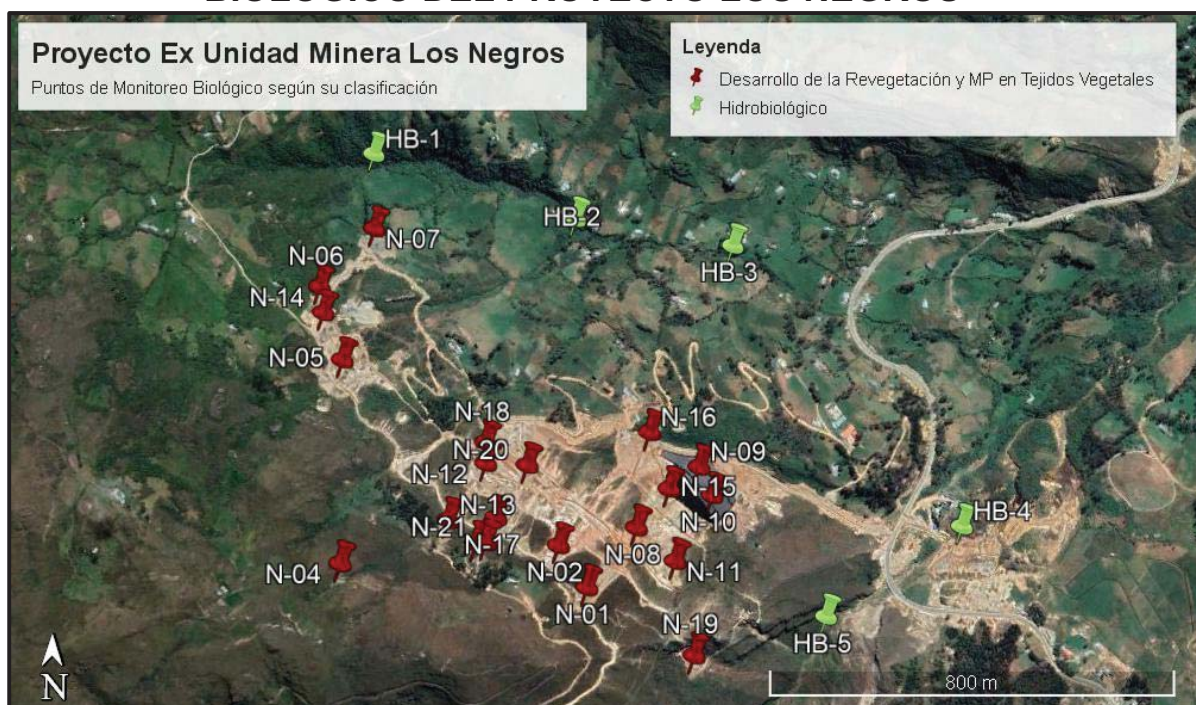 Proyecto Ex Unidad Minera Los Negros
Puntos de Monitoreo Biológico según su clasificación
Leyenda
Desarrollo de la Revegetación y MP en Tejidos Vegetales
Hidrobiológico
HB-1
HB-2
HB-3
N-07
N-06
N-14
N-05
N-18
N-16
N-20
N-09
N-12
N-15
N-13
N-10
N-21
HB-4
N-17
N-08
N-02
N-11
N-04
N-01
HB-5
N-19
N
800 m